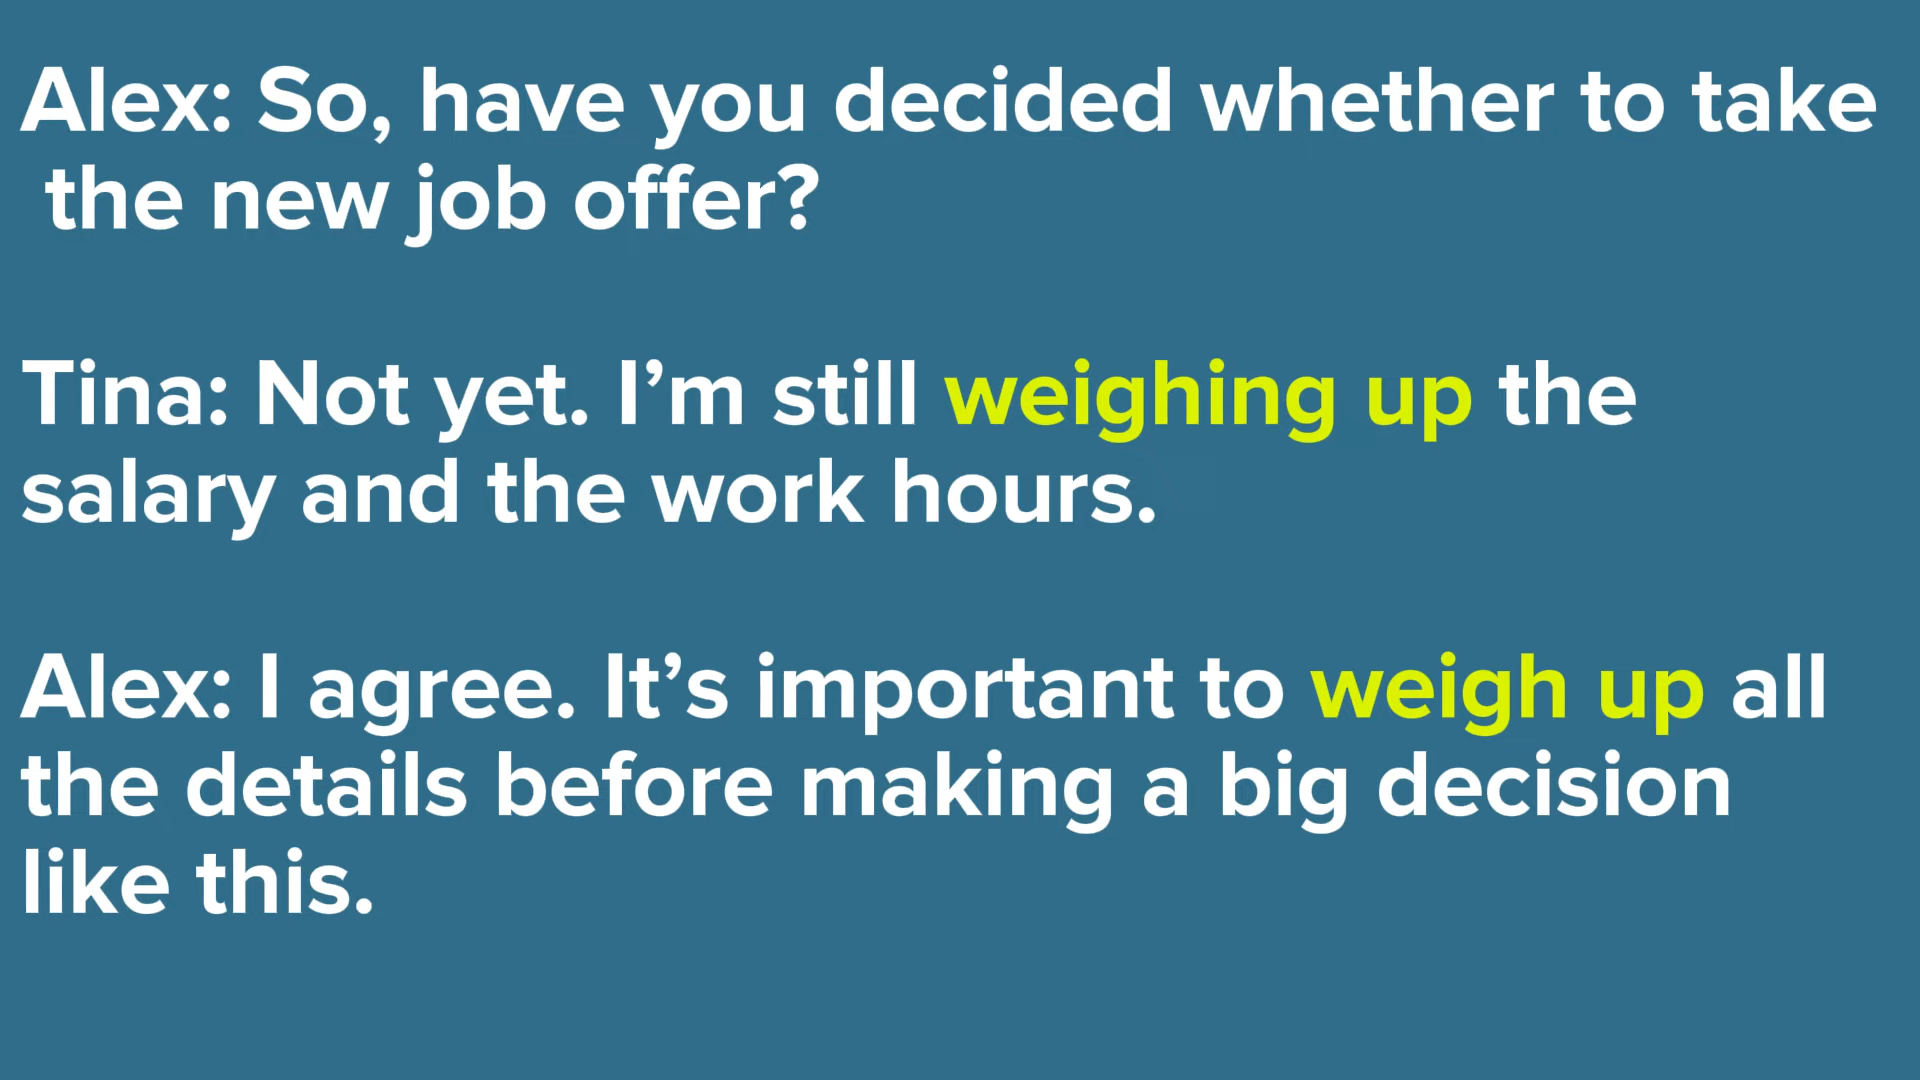 Alex: So, have you decided whether to take
the new job offer?
Tina: Not yet. I’m still weighing up the
salary and the work hours.
Alex: I agree. It’s important to weigh up all
the details before making a big decision
like this.